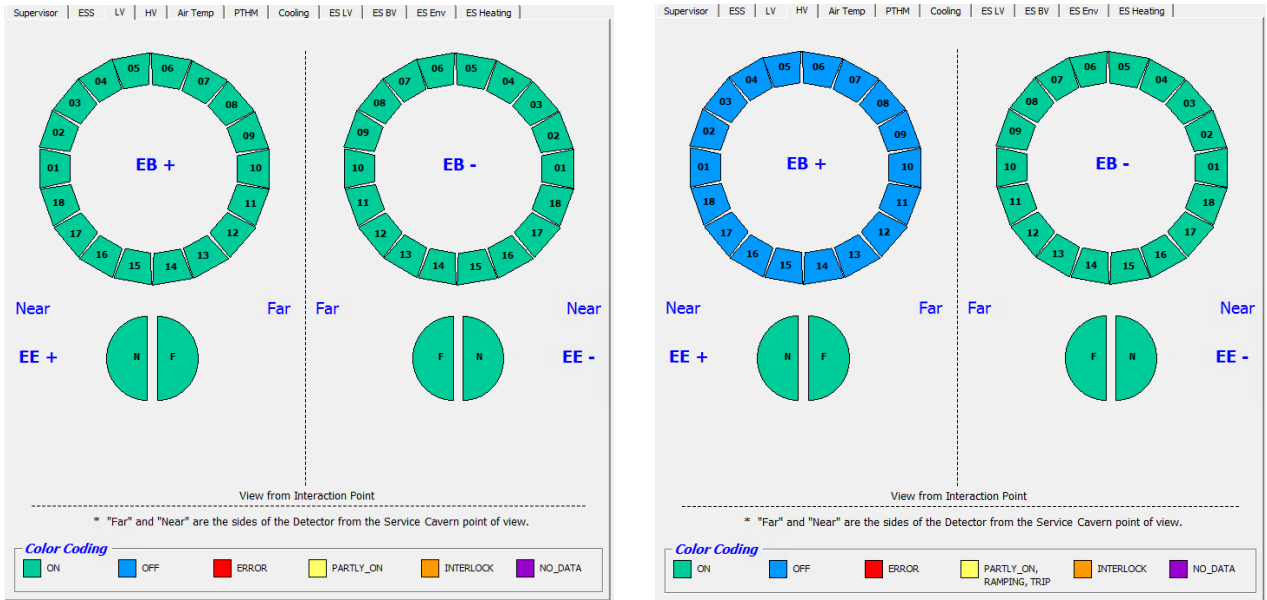 Supervisor ESS LV HV Air Temp PTHM Cooling ES LV ES BV ES Env ES Heating
05 06
04 07
03 08
02 09
EB +
01 10
18 11
17 12
16 13
15 14
06 05
07 04
08 03
09 02
EB -
10 01
11 18
12 17
13 16
14 15
Near Far Far Near
EE + N F F N EE -
View from Interaction Point
* "Far" and "Near" are the sides of the Detector from the Service Cavern point of view.
Color Coding
ON OFF ERROR PARTLY_ON INTERLOCK NO_DATA
Supervisor ESS LV HV Air Temp PTHM Cooling ES LV ES BV ES Env ES Heating
05 06
04 07
03 08
02 09
EB +
01 10
18 11
17 12
16 13
15 14
06 05
07 04
08 03
09 02
EB -
10 01
11 18
12 17
13 16
14 15
Near Far Far Near
EE + N F F N EE -
View from Interaction Point
* "Far" and "Near" are the sides of the Detector from the Service Cavern point of view.
Color Coding
ON OFF ERROR PARTLY_ON, INTERLOCK NO_DATA
RAMPING, TRIP